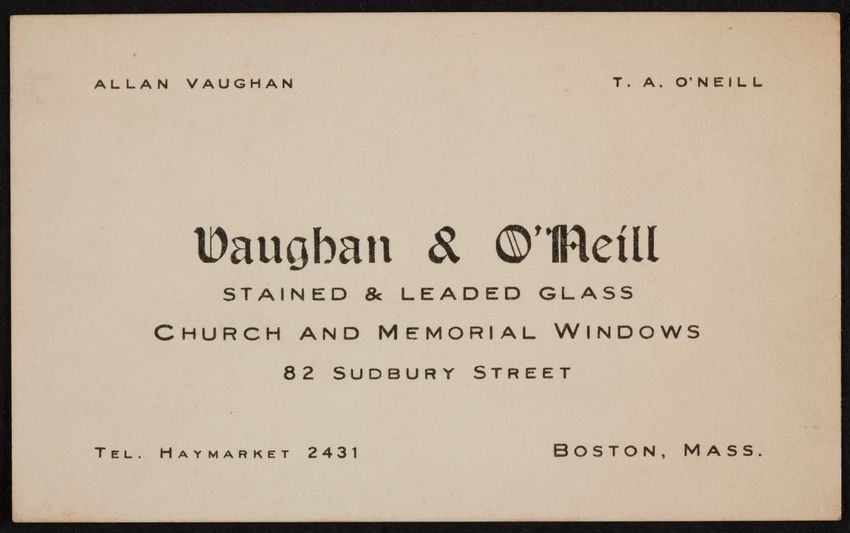 ALLAN VAUGHAN
T. A. O'NEILL
Vaughan & O'Neill
STAINED & LEADED GLASS
CHURCH AND MEMORIAL WINDOWS
82 SUDBURY STREET
TEL. HAYMARKET 2431
BOSTON, MASS.